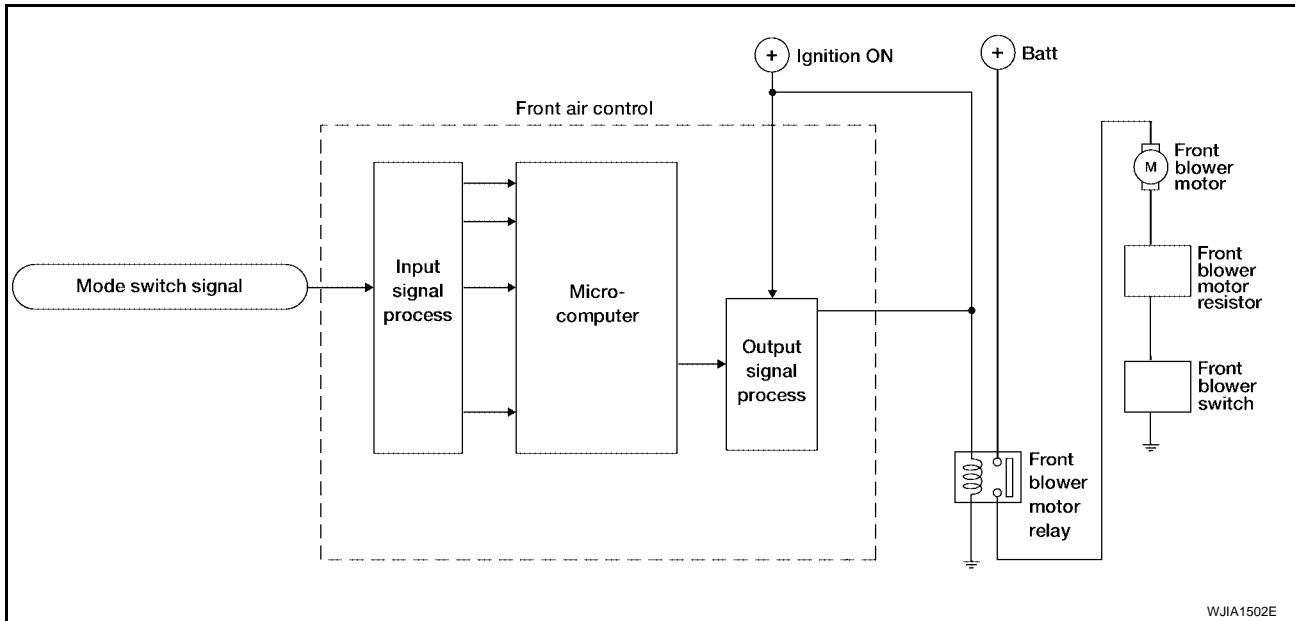 + Ignition ON
+ Batt
Front air control
Front
blower
motor
M
Input
signal
process
Micro-
computer
Mode switch signal
Output
signal
process
Front
blower
motor
resistor
Front
blower
switch
Front
blower
motor
relay
WJIA1502E